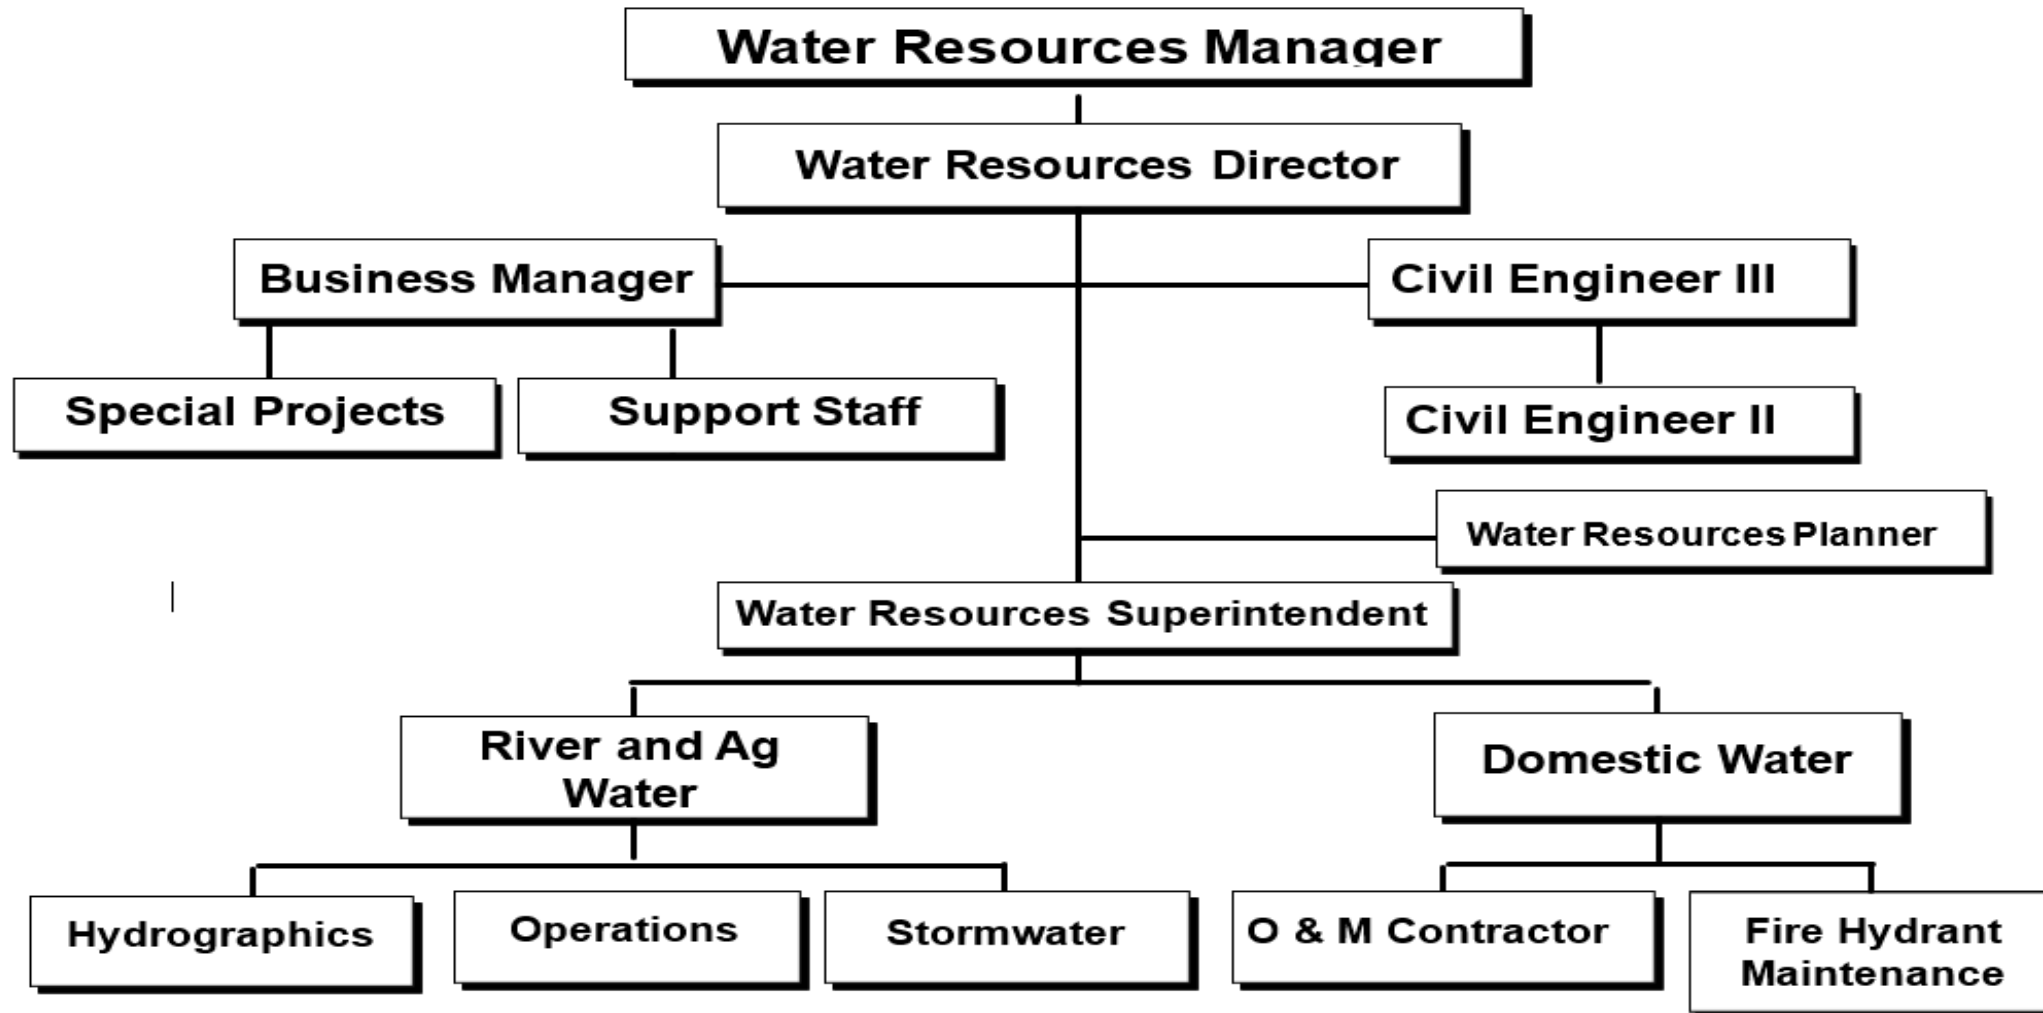 Water Resources Manager
Water Resources Director
Business Manager
Civil Engineer III
Special Projects
Support Staff
Civil Engineer II
Water Resources Planner
Water Resources Superintendent
River and Ag
Water
Domestic Water
Hydrographics
Operations
Stormwater
O & M Contractor
Fire Hydrant
Maintenance